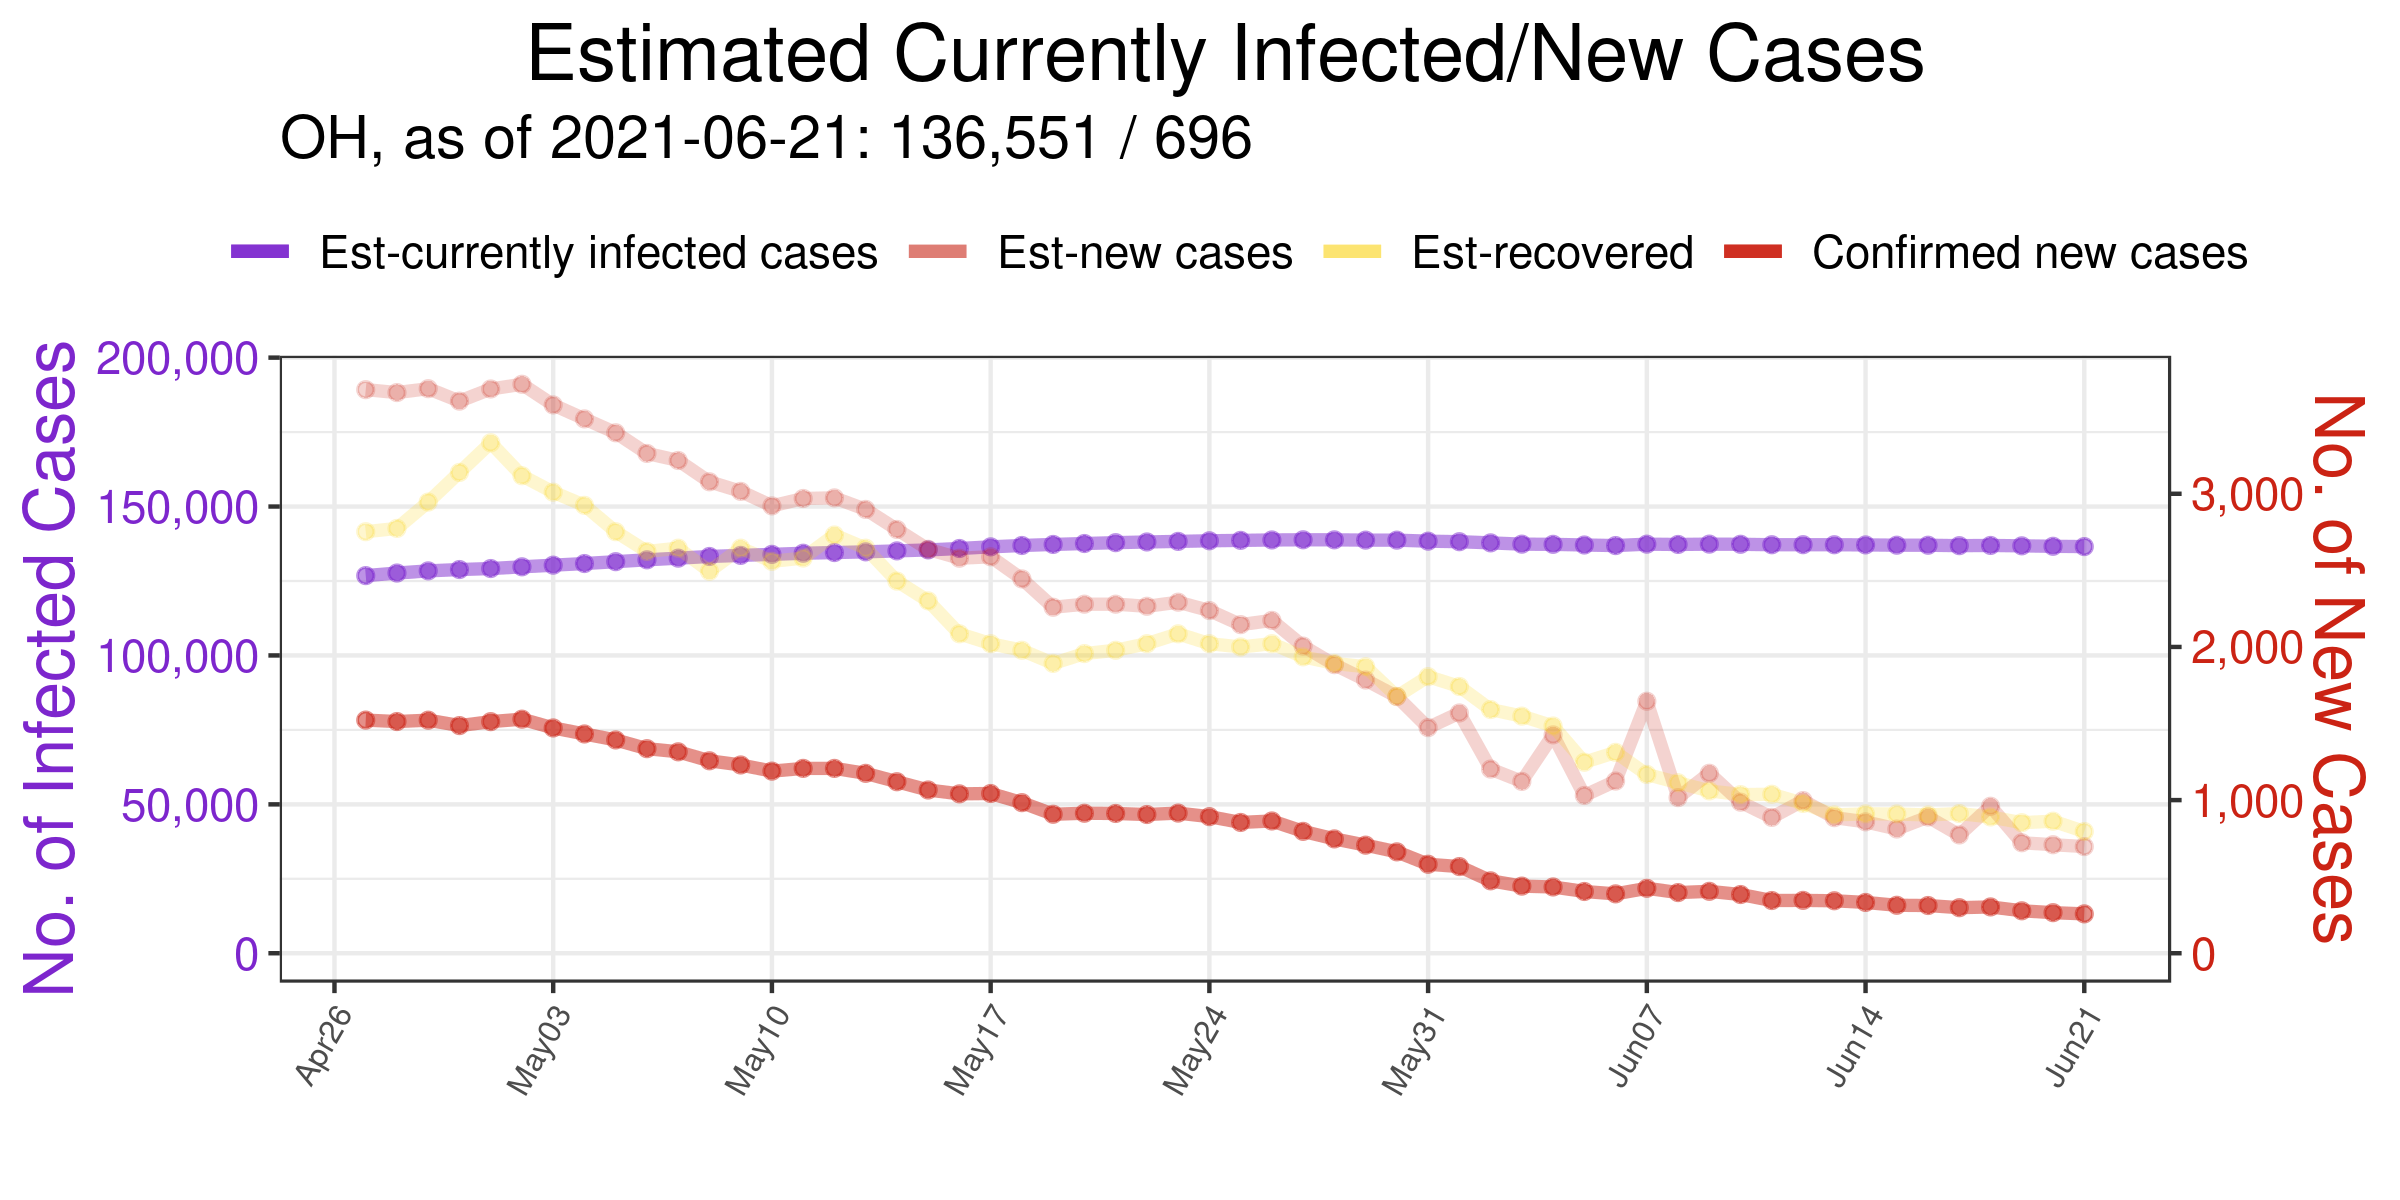 Estimated Currently Infected/New Cases
OH, as of 2021-06-21: 136,551 / 696
Est-currently infected cases Est-new cases Est-recovered Confirmed new cases
No. of Infected Cases
200,000
150,000
100,000
50,000
0
3,000
2,000
1,000
0
No. of New Cases
Apr26 May03 May10 May17 May24 May31 Jun07 Jun14 Jun21